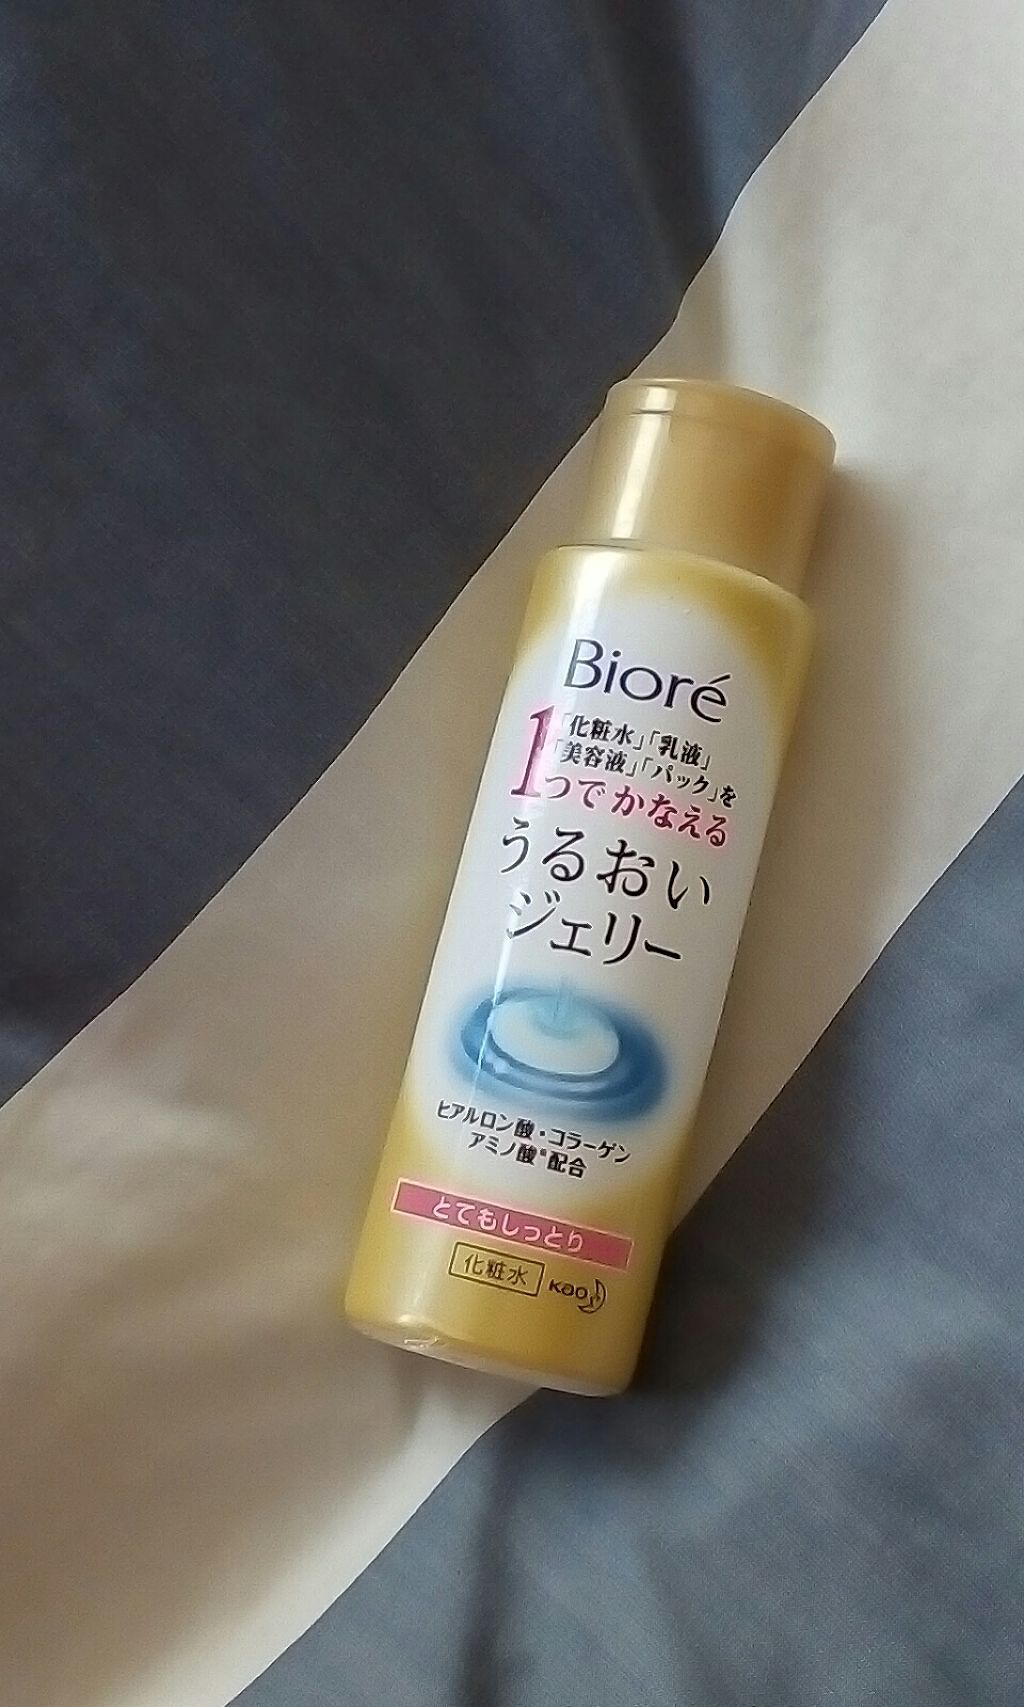 Bioré
「化粧水」「乳液」
「美容液」「パック」を
1つでかなえる
うるおい
ジェリー
ヒアルロン酸・コラーゲン
アミノ酸※配合
とてもしっとり
化粧水 Kao